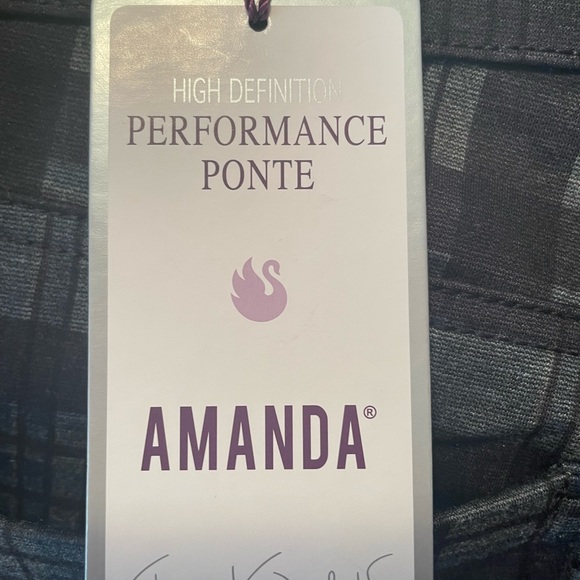 HIGH DEFINITION
PERFORMANCE
PONTE
AMANDA®